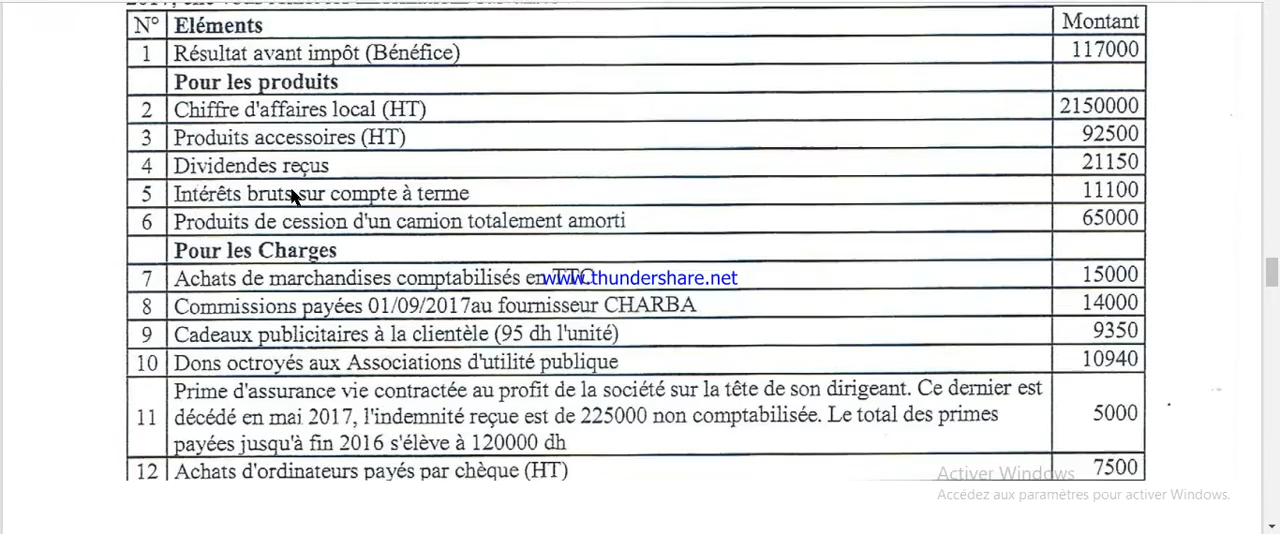 N° Eléments Montant
1 Résultat avant impôt (Bénéfice) 117000
Pour les produits
2 Chiffre d'affaires local (HT) 2150000
3 Produits accessoires (HT) 92500
4 Dividendes reçus 21150
5 Intérêts bruts sur compte à terme 11100
6 Produits de cession d'un camion totalement amorti 65000
Pour les Charges
7 Achats de marchandises comptabilisés en TTC 15000
www.thundershare.net
8 Commissions payées 01/09/2017au fournisseur CHARBA 14000
9 Cadeaux publicitaires à la clientèle (95 dh l'unité) 9350
10 Dons octroyés aux Associations d'utilité publique 10940
Prime d'assurance vie contractée au profit de la société sur la tête de son dirigeant. Ce dernier est
11 décédé en mai 2017, l'indemnité reçue est de 225000 non comptabilisée. Le total des primes 5000
payées jusqu'à fin 2016 s'élève à 120000 dh
12 Achats d'ordinateurs payés par chèque (HT) 7500
Activer Windows
Accédez aux paramètres pour activer Windows.